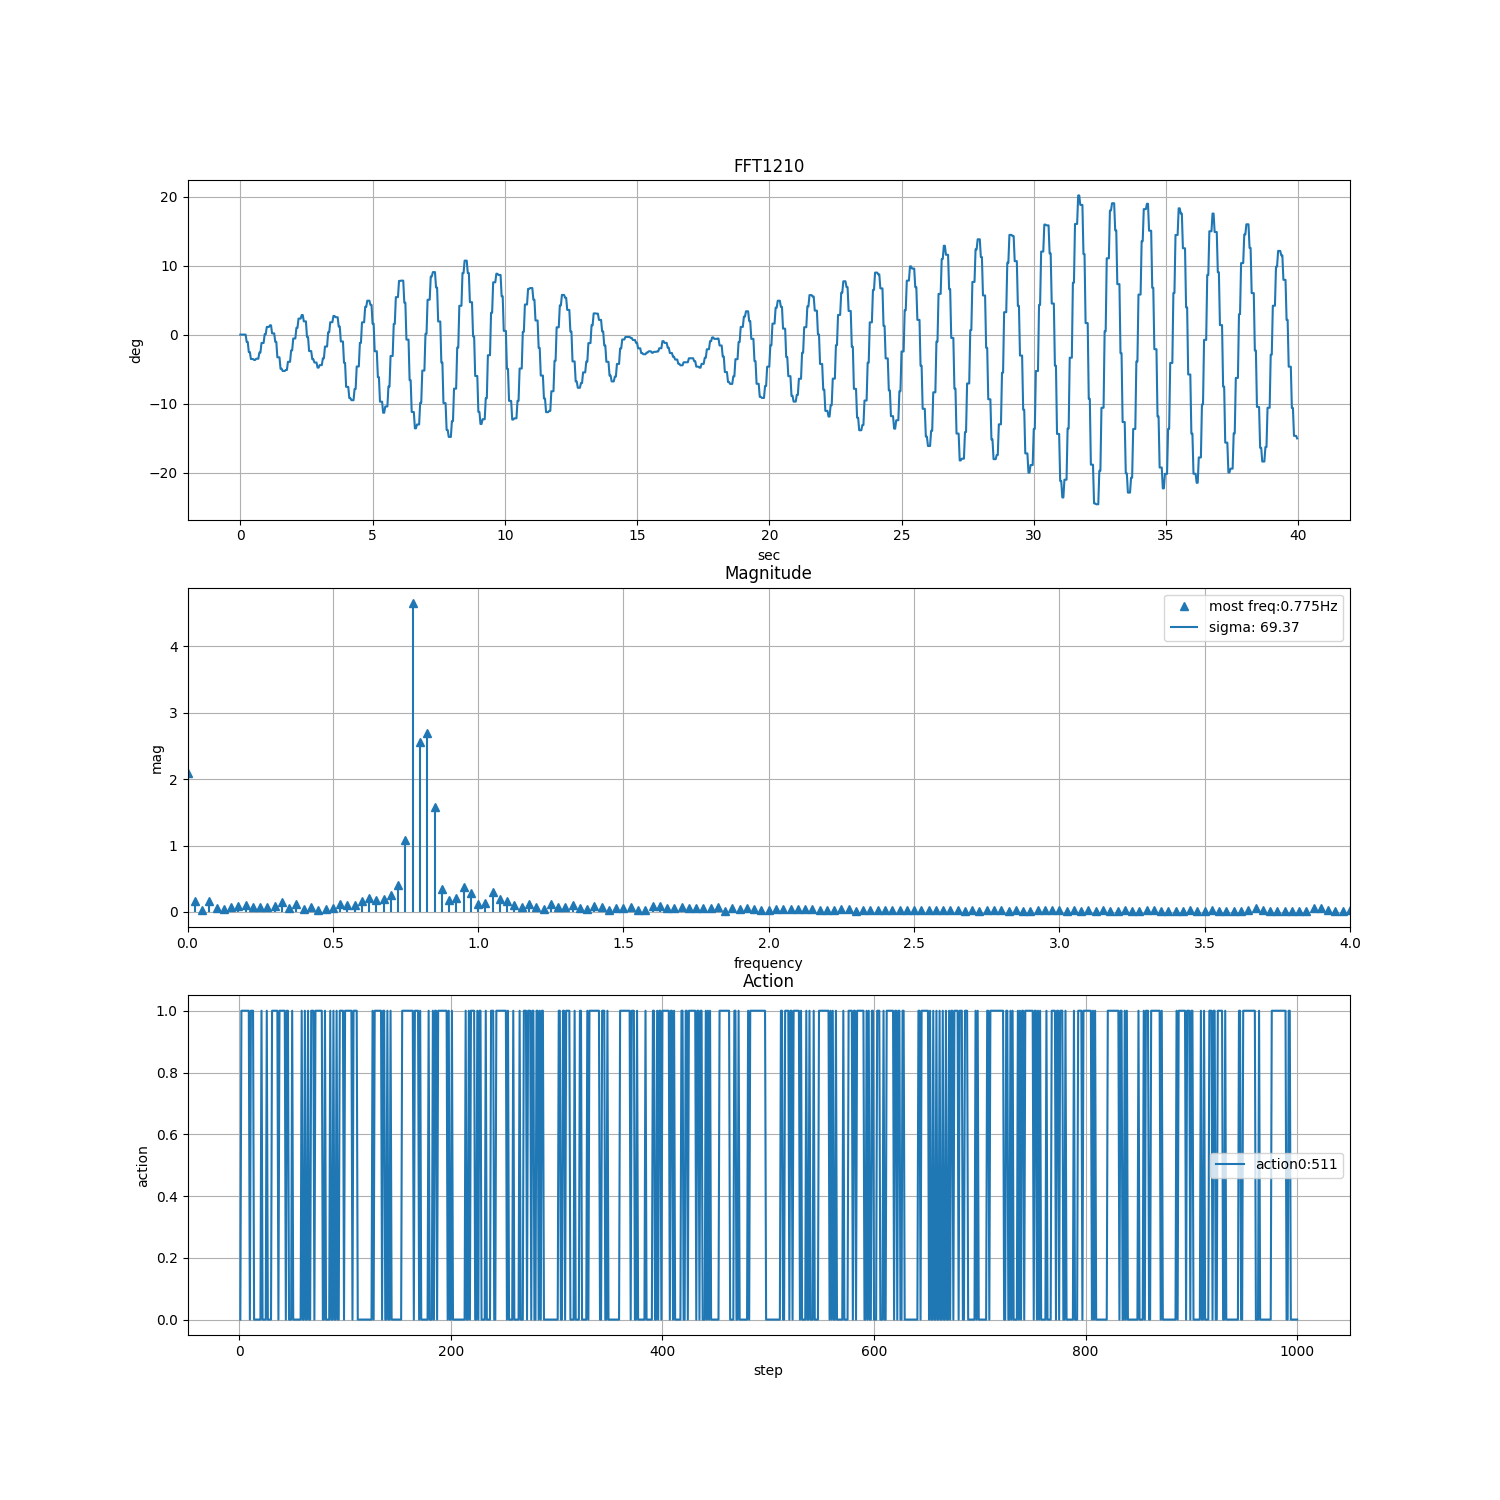 FFT1210
20
10
0
−10
−20
deg
0 5 10 15 20 25 30 35 40
sec
Magnitude
most freq:0.775Hz
sigma: 69.37
4
3
2
1
0
mag
0.0 0.5 1.0 1.5 2.0 2.5 3.0 3.5 4.0
frequency
Action
1.0
0.8
0.6
0.4
0.2
0.0
action
action0:511
0 200 400 600 800 1000
step